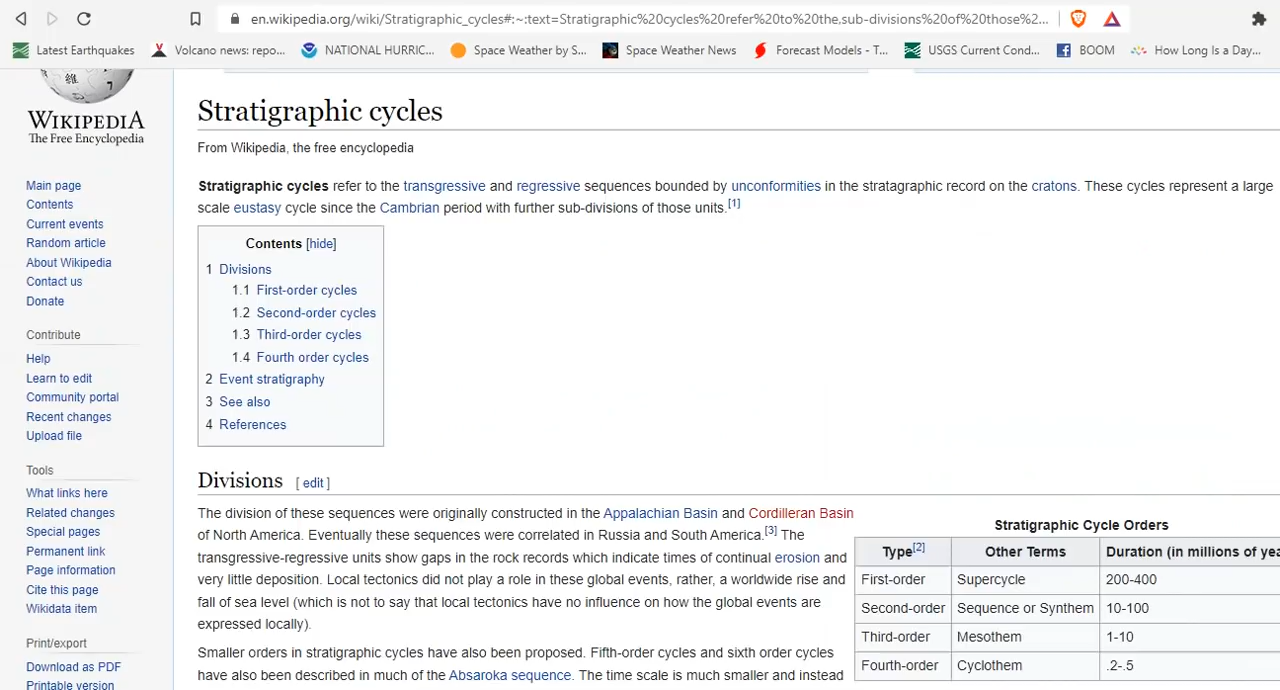 en.wikipedia.org/wiki/Stratigraphic_cycles#:~:text=Stratigraphic%20cycles%20refer%20to%20the,sub-divisions%20of%20those%2...
Latest Earthquakes Volcano news: repo... NATIONAL HURRIC... Space Weather by S... Space Weather News Forecast Models - T... USGS Current Cond... BOOM How Long Is a Day...
WIKIPEDIA
The Free Encyclopedia
Main page
Contents
Current events
Random article
About Wikipedia
Contact us
Donate
Contribute
Help
Learn to edit
Community portal
Recent changes
Upload file
Tools
What links here
Related changes
Special pages
Permanent link
Page information
Cite this page
Wikidata item
Print/export
Download as PDF
Printable version
Stratigraphic cycles
From Wikipedia, the free encyclopedia
Stratigraphic cycles refer to the transgressive and regressive sequences bounded by unconformities in the stratagraphic record on the cratons. These cycles represent a large
scale eustasy cycle since the Cambrian period with further sub-divisions of those units.[1]
Contents [hide]
1 Divisions
1.1 First-order cycles
1.2 Second-order cycles
1.3 Third-order cycles
1.4 Fourth order cycles
2 Event stratigraphy
3 See also
4 References
Divisions [ edit ]
The division of these sequences were originally constructed in the Appalachian Basin and Cordilleran Basin
of North America. Eventually these sequences were correlated in Russia and South America.[3] The
transgressive-regressive units show gaps in the rock records which indicate times of continual erosion and
very little deposition. Local tectonics did not play a role in these global events, rather, a worldwide rise and
fall of sea level (which is not to say that local tectonics have no influence on how the global events are
expressed locally).
Smaller orders in stratigraphic cycles have also been proposed. Fifth-order cycles and sixth order cycles
have also been described in much of the Absaroka sequence. The time scale is much smaller and instead
Stratigraphic Cycle Orders
Type[2] Other Terms Duration (in millions of yea
First-order Supercycle 200-400
Second-order Sequence or Synthem 10-100
Third-order Mesothem 1-10
Fourth-order Cyclothem .2-.5